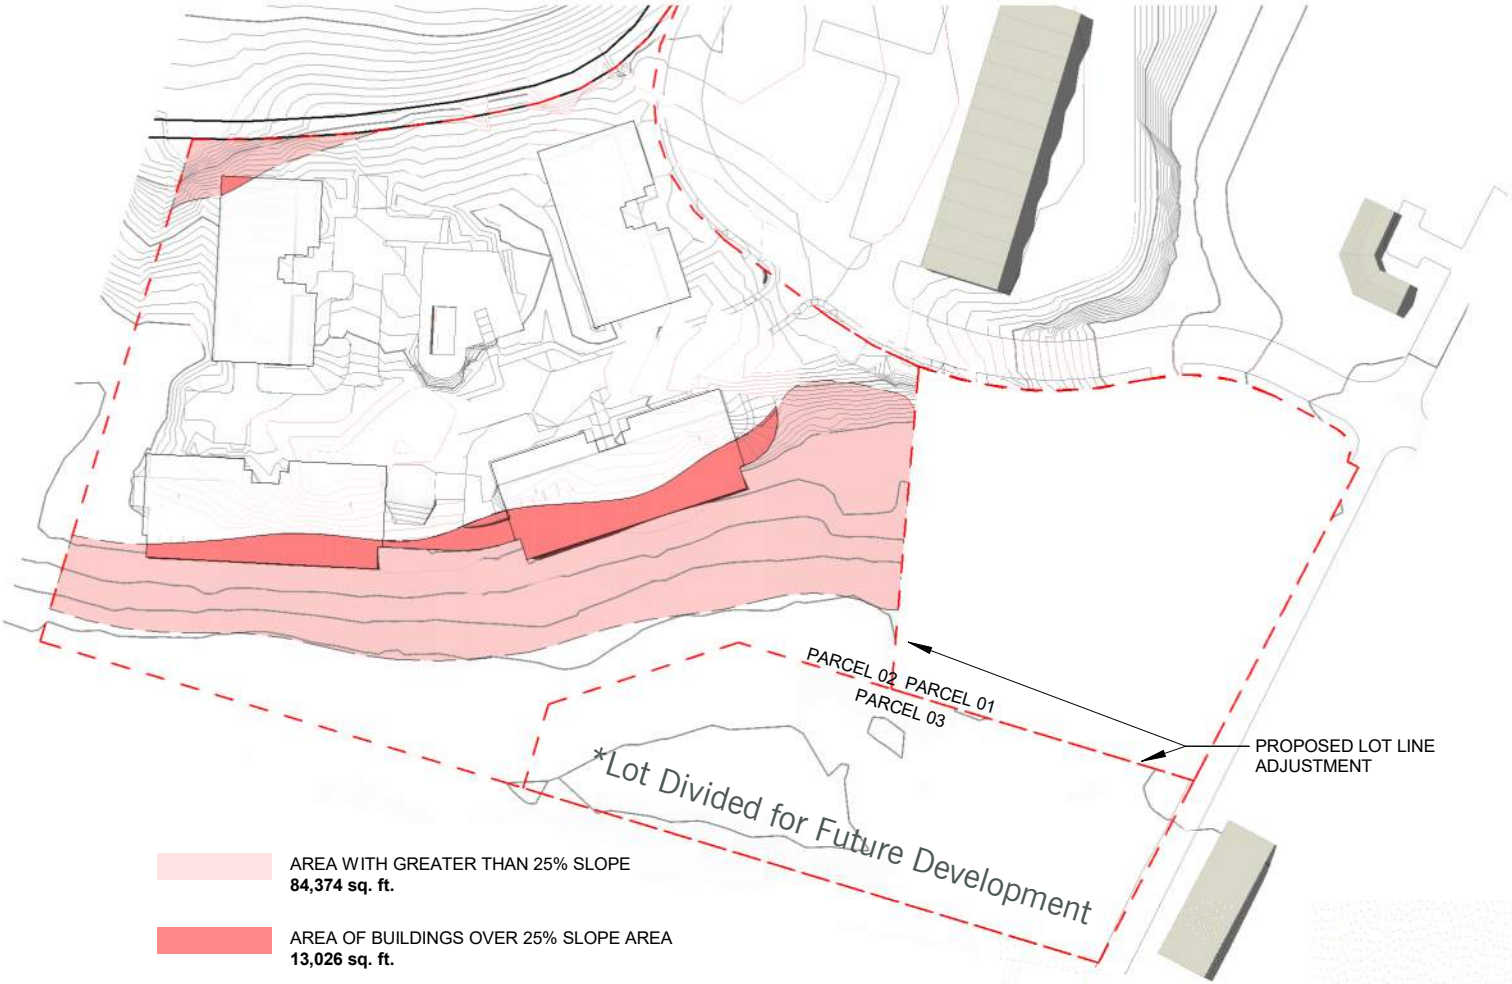 PARCEL 02 PARCEL 01
PARCEL 03
PROPOSED LOT LINE
ADJUSTMENT
*Lot Divided for Future Development
AREA WITH GREATER THAN 25% SLOPE
84,374 sq. ft.
AREA OF BUILDINGS OVER 25% SLOPE AREA
13,026 sq. ft.